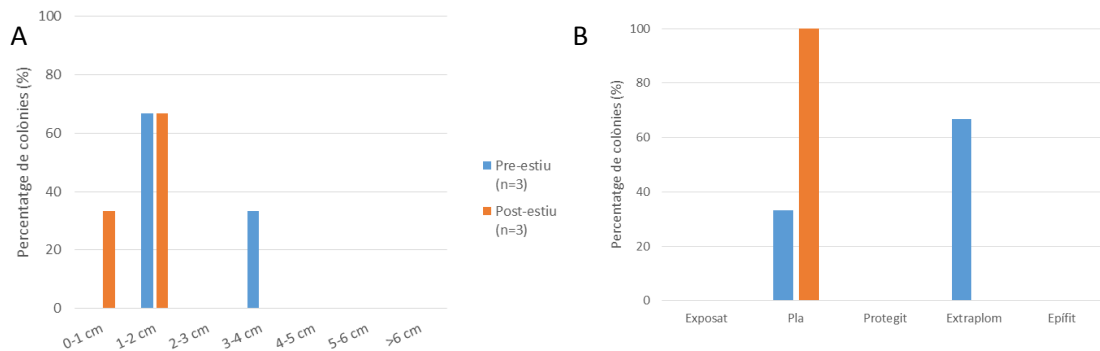 A
Percentatge de colònies (%)
100
80
60
40
20
0
0-1 cm
1-2 cm
2-3 cm
3-4 cm
4-5 cm
5-6 cm
>6 cm
Pre-estiu
(n=3)
Post-estiu
(n=3)
B
Percentatge de colònies (%)
100
80
60
40
20
0
Exposat
Pla
Protegit
Extraplom
Epífit